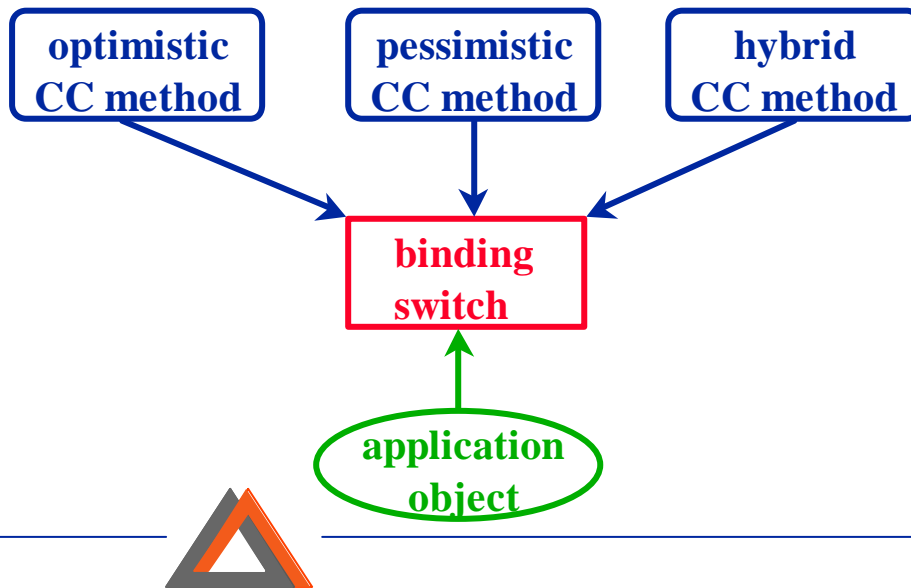 optimistic
CC method
pessimistic
CC method
hybrid
CC method
binding
switch
application
object